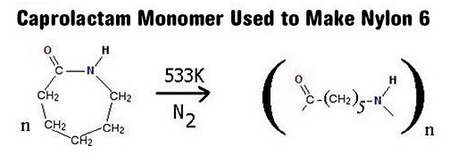 Caprolactam Monomer Used to Make Nylon 6
O H
C N
CH2 CH2
n CH2 CH2
CH2
533K
N2
O H
C-(CH2)5-N
n